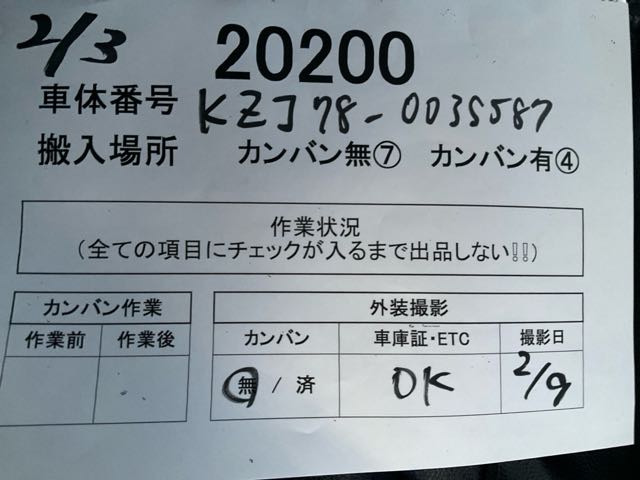 2/3 20200
車体番号 KZJ78-0035587
搬入場所 カンバン無⑦ カンバン有④
作業状況
(全ての項目にチェックが入るまで出品しない!!)
カンバン作業
作業前 作業後
外装撮影
カンバン 車庫証・ETC 撮影日
無 / 済 OK 2/9